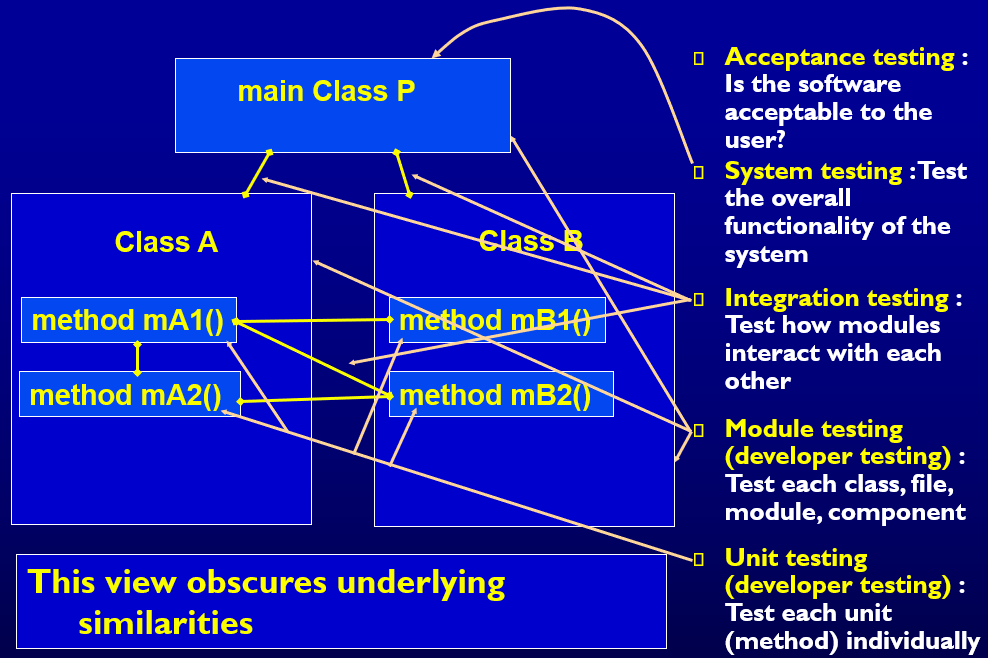 main Class P
Class A
method mA1()
method mA2()
Class B
method mB1()
method mB2()
This view obscures underlying
similarities
Acceptance testing :
Is the software
acceptable to the
user?
System testing : Test
the overall
functionality of the
system
Integration testing :
Test how modules
interact with each
other
Module testing
(developer testing) :
Test each class, file,
module, component
Unit testing
(developer testing) :
Test each unit
(method) individually